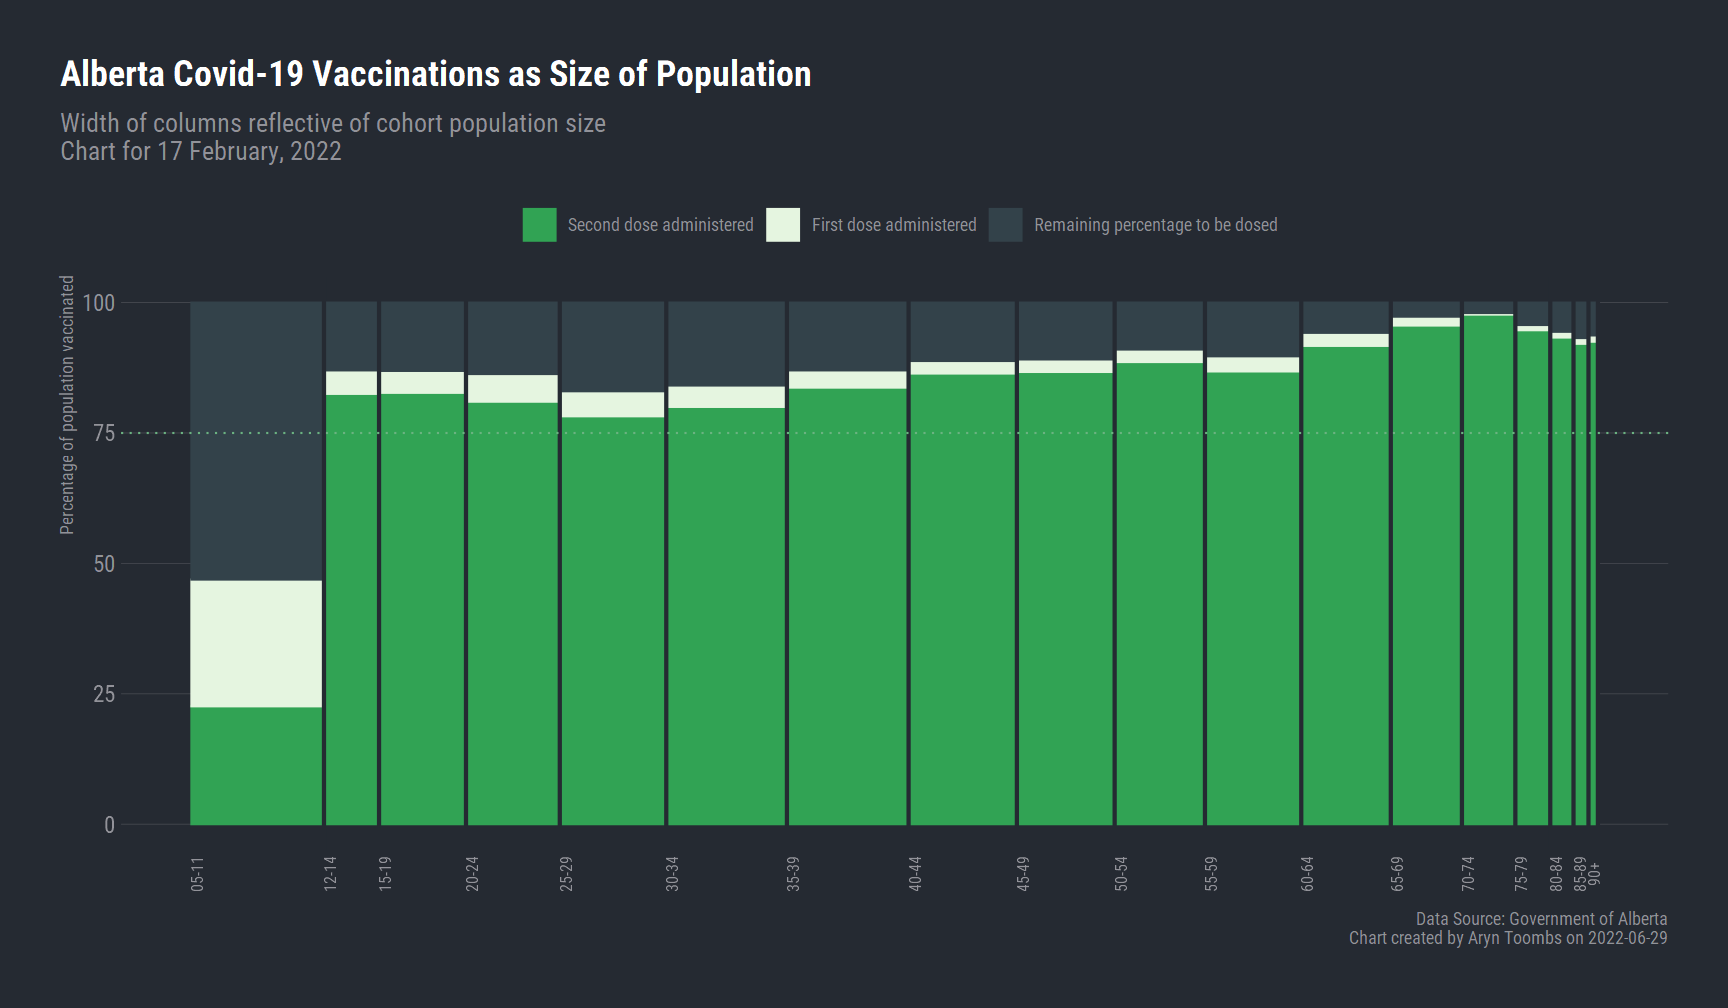 Alberta Covid-19 Vaccinations as Size of Population
Width of columns reflective of cohort population size
Chart for 17 February, 2022
Second dose administered
First dose administered
Remaining percentage to be dosed
Percentage of population vaccinated
100
75
50
25
0
05-11
12-14
15-19
20-24
25-29
30-34
35-39
40-44
45-49
50-54
55-59
60-64
65-69
70-74
75-79
80-84
85-89
90+
Data Source: Government of Alberta
Chart created by Aryn Toombs on 2022-06-29